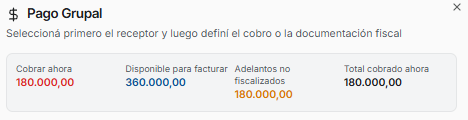 $ Pago Grupal
Seleccioná primero el receptor y luego definí el cobro o la documentación fiscal
Cobrar ahora
180.000,00
Disponible para facturar
360.000,00
Adelantos no
fiscalizados
180.000,00
Total cobrado ahora
180.000,00